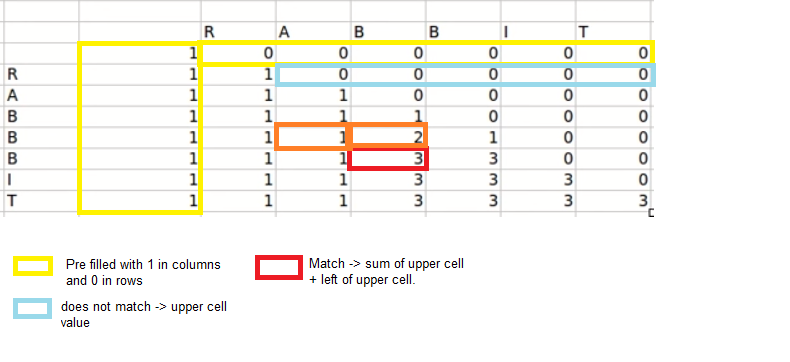 R A B B I T
1 0 0 0 0 0 0
R 1 1 0 0 0 0 0
A 1 1 1 0 0 0 0
B 1 1 1 1 0 0 0
B 1 1 1 2 1 0 0
B 1 1 1 3 3 0 0
I 1 1 1 3 3 3 0
T 1 1 1 3 3 3 3
Pre filled with 1 in columns
and 0 in rows
Match -> sum of upper cell
+ left of upper cell.
does not match -> upper cell
value